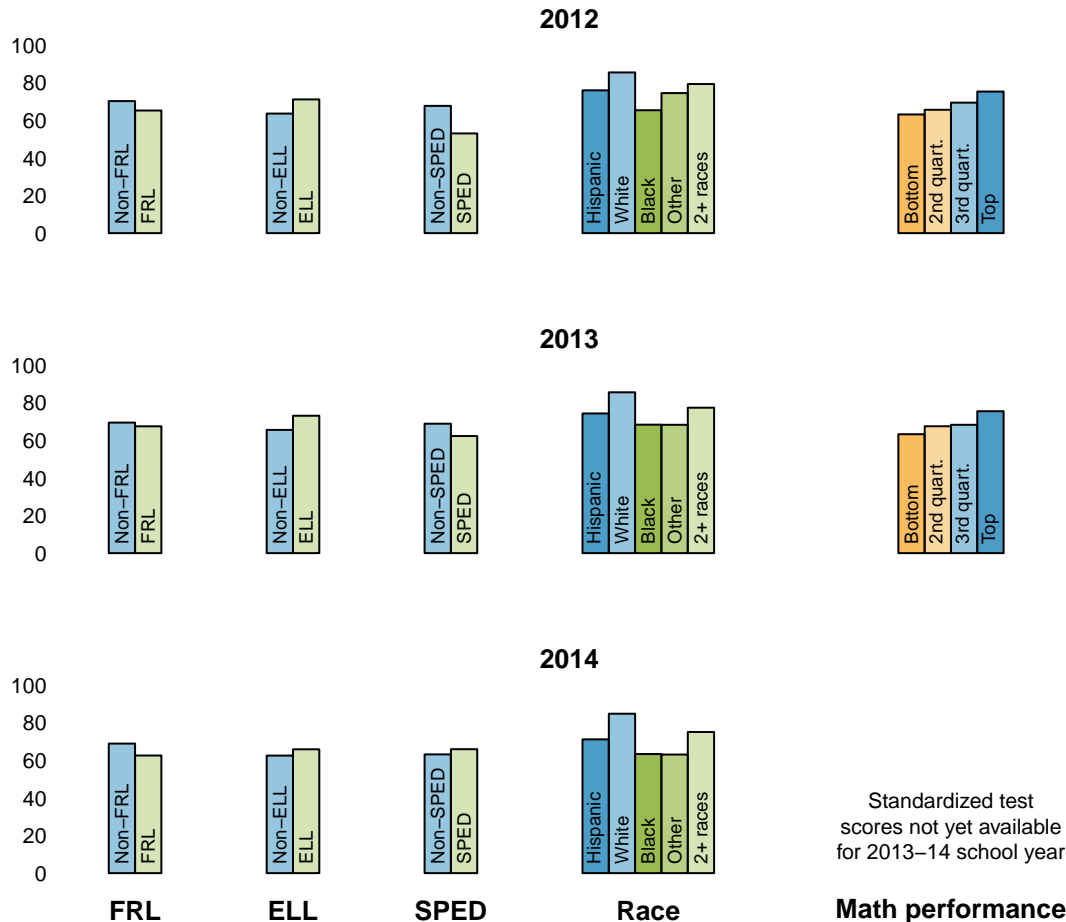 2012
100
80
60
40
20
0
Non−FRL
FRL
Non−ELL
ELL
Non−SPED
SPED
Hispanic
White
Black
Other
2+ races
Bottom
2nd quart.
3rd quart.
Top
2013
100
80
60
40
20
0
Non−FRL
FRL
Non−ELL
ELL
Non−SPED
SPED
Hispanic
White
Black
Other
2+ races
Bottom
2nd quart.
3rd quart.
Top
2014
100
80
60
40
20
0
Non−FRL
FRL
Non−ELL
ELL
Non−SPED
SPED
Hispanic
White
Black
Other
2+ races
Standardized test
scores not yet available
for 2013−14 school year
FRL
ELL
SPED
Race
Math performance